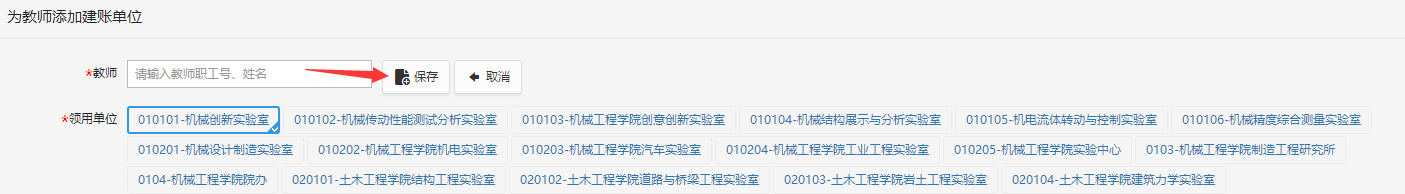 为教师添加建账单位
*教师 请输入教师职工号、姓名 保存 取消
*领用单位 010101-机械创新实验室 010102-机械传动性能测试分析实验室 010103-机械工程学院创意创新实验室 010104-机械结构展示与分析实验室 010105-机电流体转动与控制实验室 010106-机械精度综合测量实验室
010201-机械设计制造实验室 010202-机械工程学院机电实验室 010203-机械工程学院汽车实验室 010204-机械工程学院工业工程实验室 010205-机械工程学院实验中心 0103-机械工程学院制造工程研究所
0104-机械工程学院院办 020101-土木工程学院结构工程实验室 020102-土木工程学院道路与桥梁工程实验室 020103-土木工程学院岩土工程实验室 020104-土木工程学院建筑力学实验室